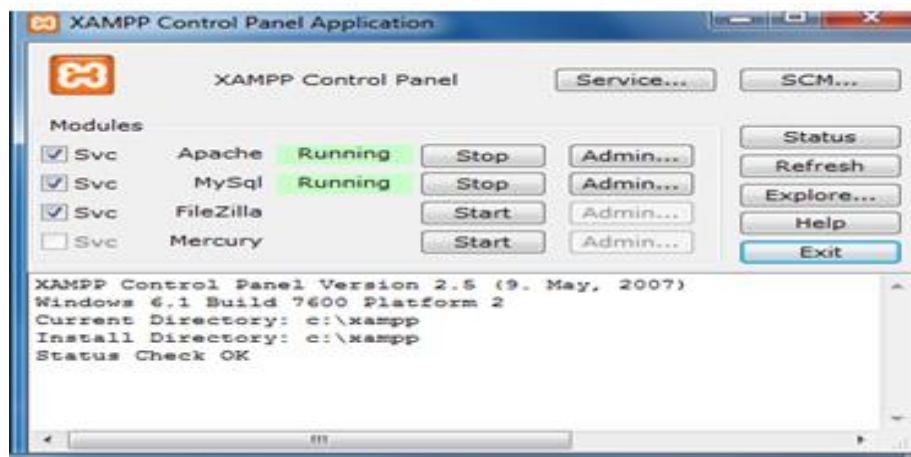 XAMPP Control Panel Application
XAMPP Control Panel Service... SCM...
Modules
Svc Apache Running Stop Admin...
Svc MySql Running Stop Admin...
Svc FileZilla Start Admin...
Svc Mercury Start Admin...
Status
Refresh
Explore...
Help
Exit
XAMPP Control Panel Version 2.5 (9. May, 2007)
Windows 6.1 Build 7600 Platform 2
Current Directory: c:\xampp
Install Directory: c:\xampp
Status Check OK